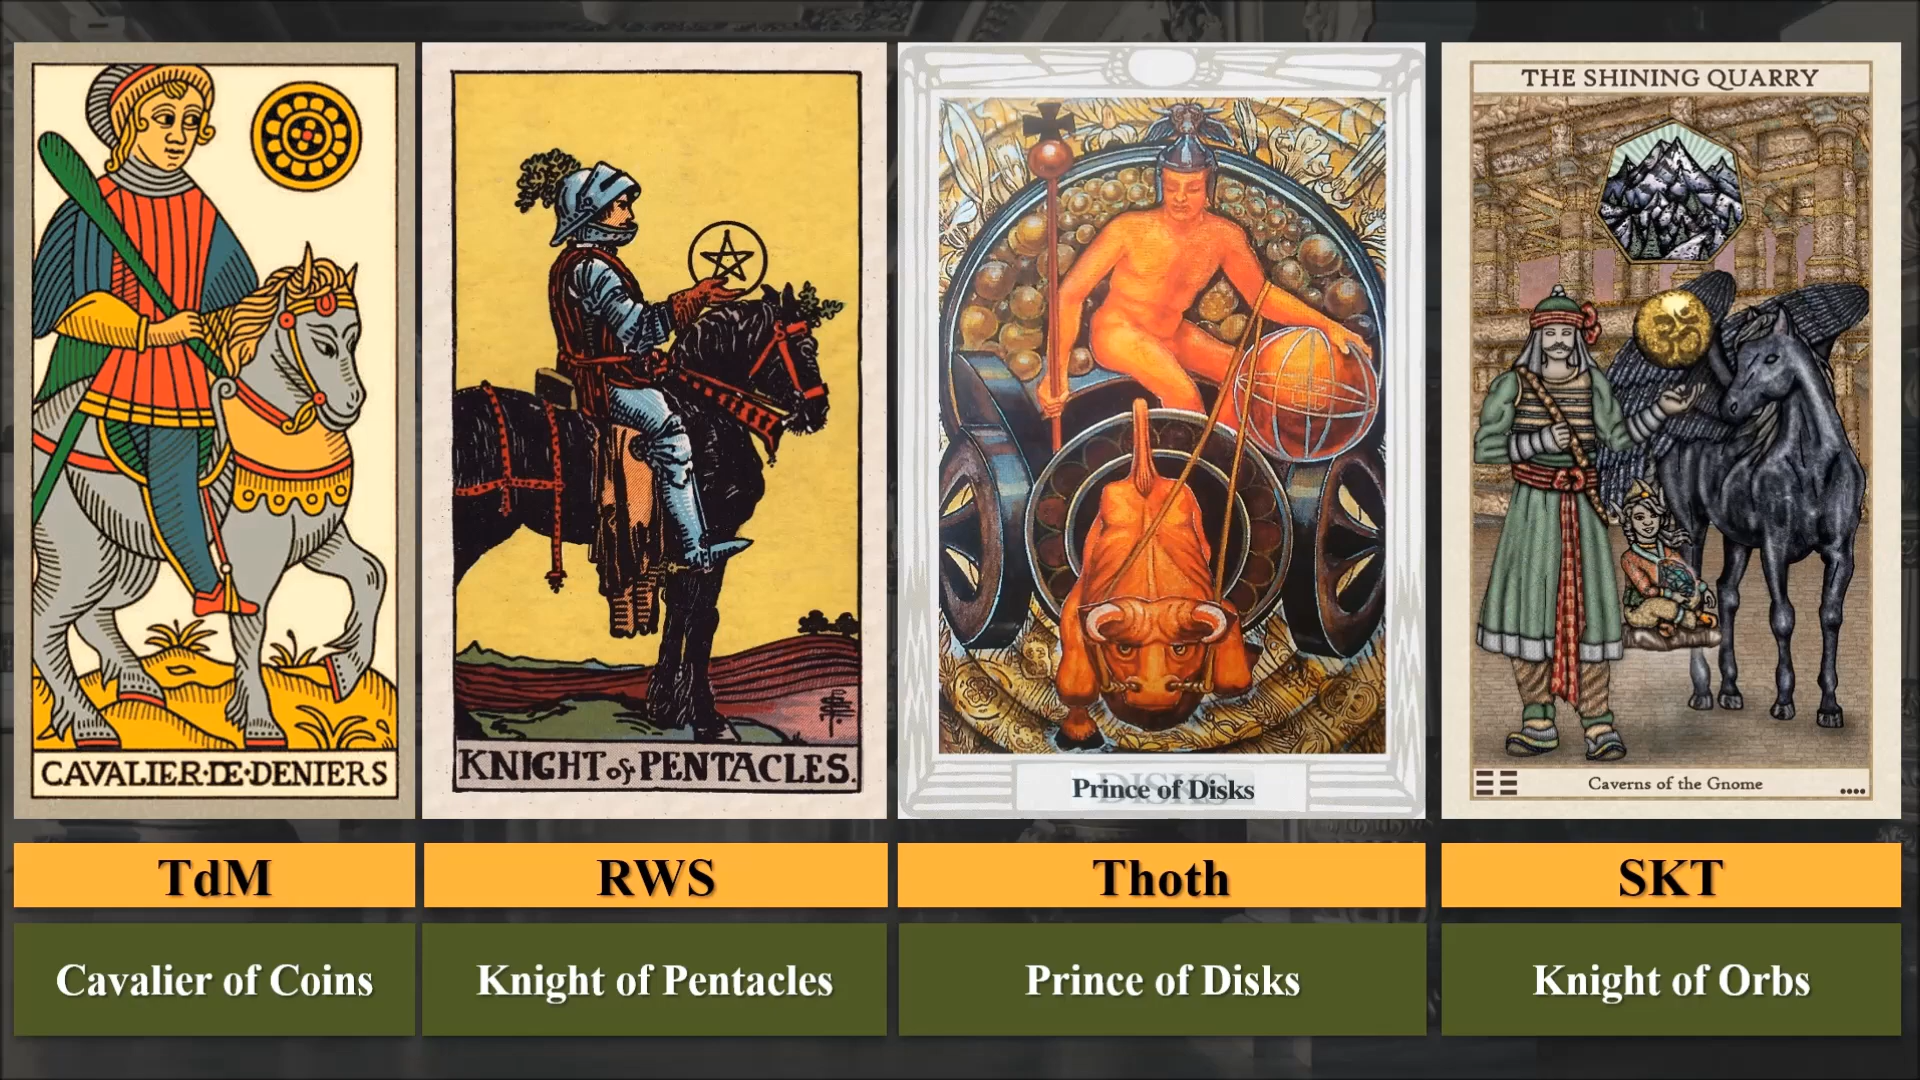 CAVALIER·DE·DENIERS
KNIGHT of PENTACLES.
DISKS
Prince of Disks
THE SHINING QUARRY
Caverns of the Gnome
TdM
RWS
Thoth
SKT
Cavalier of Coins
Knight of Pentacles
Prince of Disks
Knight of Orbs